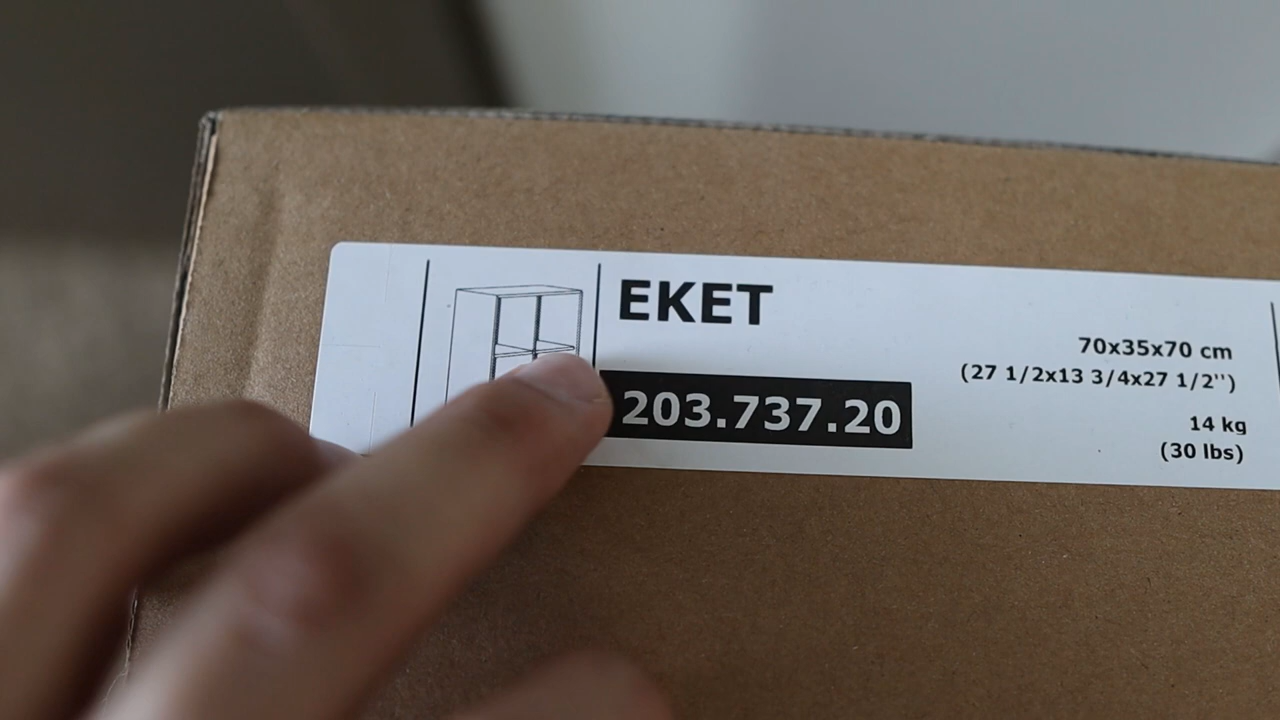 EKET
203.737.20
70x35x70 cm
(27 1/2x13 3/4x27 1/2'')
14 kg
(30 lbs)